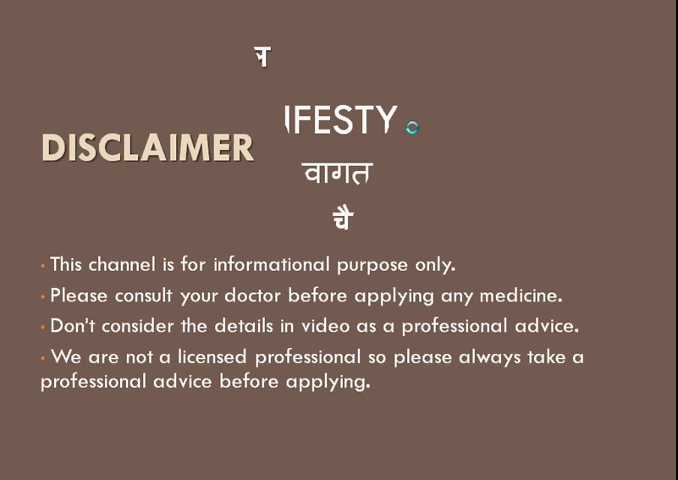 DISCLAIMER
वागत
• This channel is for informational purpose only.
• Please consult your doctor before applying any medicine.
• Don't consider the details in video as a professional advice.
• We are not a licensed professional so please always take a
professional advice before applying.